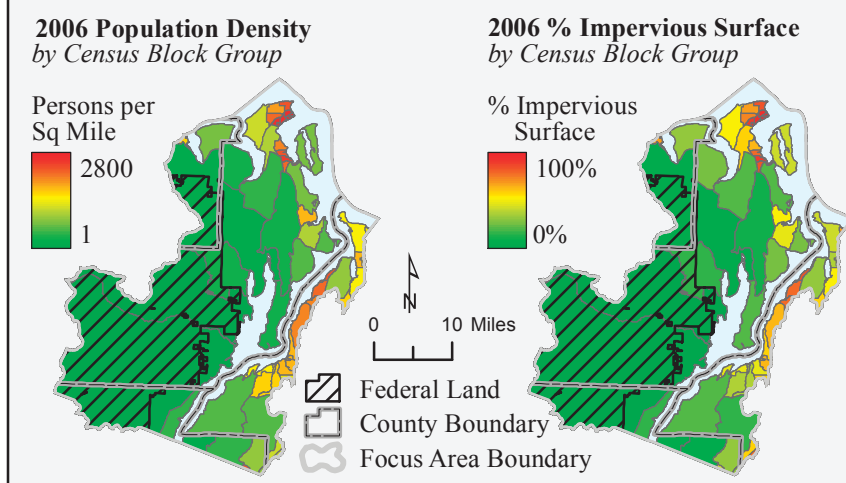 2006 Population Density
by Census Block Group
Persons per
Sq Mile
2800
1
2006 % Impervious Surface
by Census Block Group
% Impervious
Surface
100%
0%
N
0 10 Miles
Federal Land
County Boundary
Focus Area Boundary